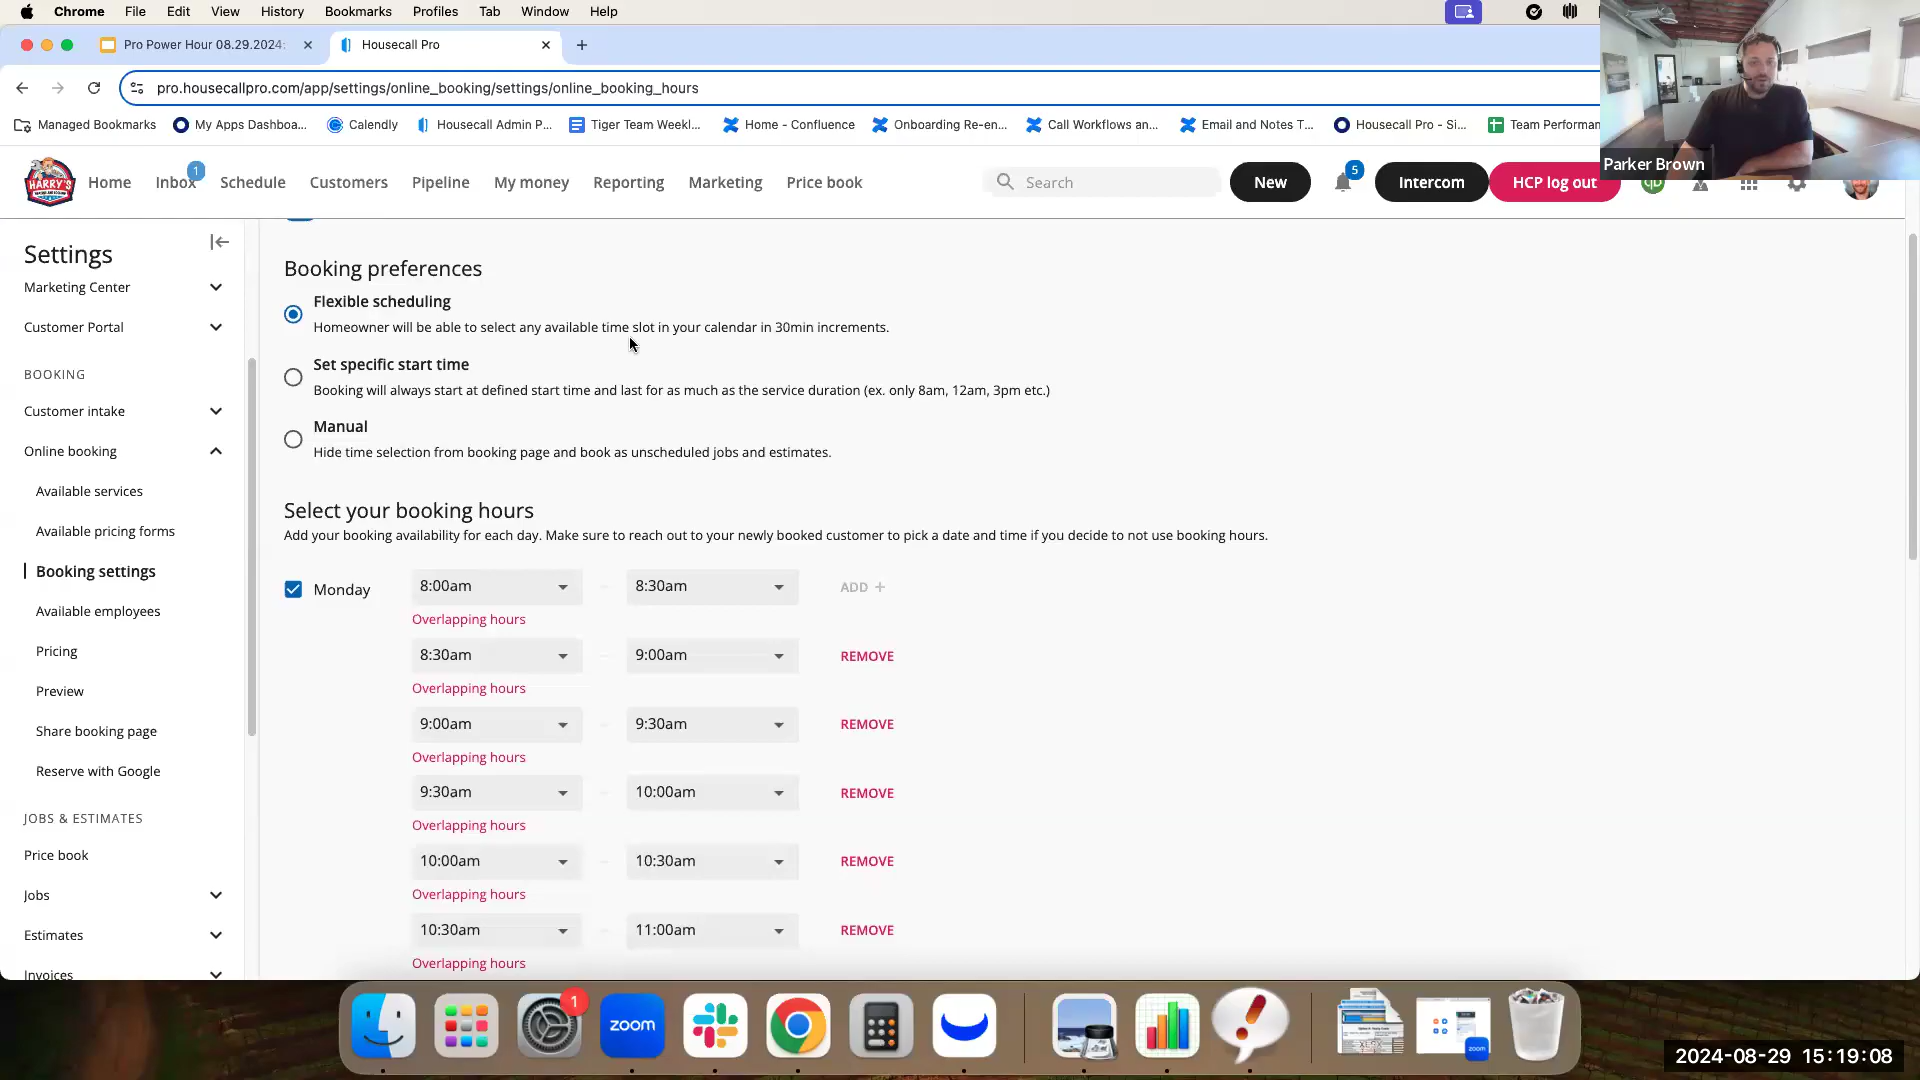 Chrome File Edit View History Bookmarks Profiles Tab Window Help
Pro Power Hour 08.29.2024: Housecall Pro
pro.housecallpro.com/app/settings/online_booking/settings/online_booking_hours
Managed Bookmarks My Apps Dashboa... Calendly Housecall Admin P... Tiger Team Weekl... Home - Confluence Onboarding Re-en... Call Workflows an... Email and Notes T... Housecall Pro - Si... Team Performan
Parker Brown
HARRY'S Home Inbox 1 Schedule Customers Pipeline My money Reporting Marketing Price book Search New 5 Intercom HCP log out qb
Settings
Marketing Center
Customer Portal
BOOKING
Customer intake
Online booking
Available services
Available pricing forms
Booking settings
Available employees
Pricing
Preview
Share booking page
Reserve with Google
JOBS & ESTIMATES
Price book
Jobs
Estimates
Invoices
Booking preferences
Flexible scheduling
Homeowner will be able to select any available time slot in your calendar in 30min increments.
Set specific start time
Booking will always start at defined start time and last for as much as the service duration (ex. only 8am, 12am, 3pm etc.)
Manual
Hide time selection from booking page and book as unscheduled jobs and estimates.
Select your booking hours
Add your booking availability for each day. Make sure to reach out to your newly booked customer to pick a date and time if you decide to not use booking hours.
Monday 8:00am – 8:30am ADD +
Overlapping hours
8:30am – 9:00am REMOVE
Overlapping hours
9:00am – 9:30am REMOVE
Overlapping hours
9:30am – 10:00am REMOVE
Overlapping hours
10:00am – 10:30am REMOVE
Overlapping hours
10:30am – 11:00am REMOVE
Overlapping hours
1
zoom
zoom
2024-08-29 15:19:08